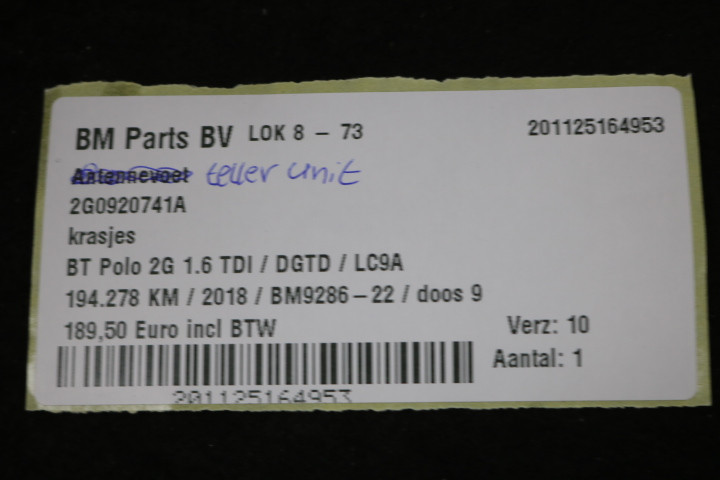 BM Parts BV LOK 8 - 73 201125164953
Antennevoet teller unit
2G0920741A
krasjes
BT Polo 2G 1.6 TDI / DGTD / LC9A
194.278 KM / 2018 / BM9286-22 / doos 9
189,50 Euro incl BTW Verz: 10
Aantal: 1
201125164953